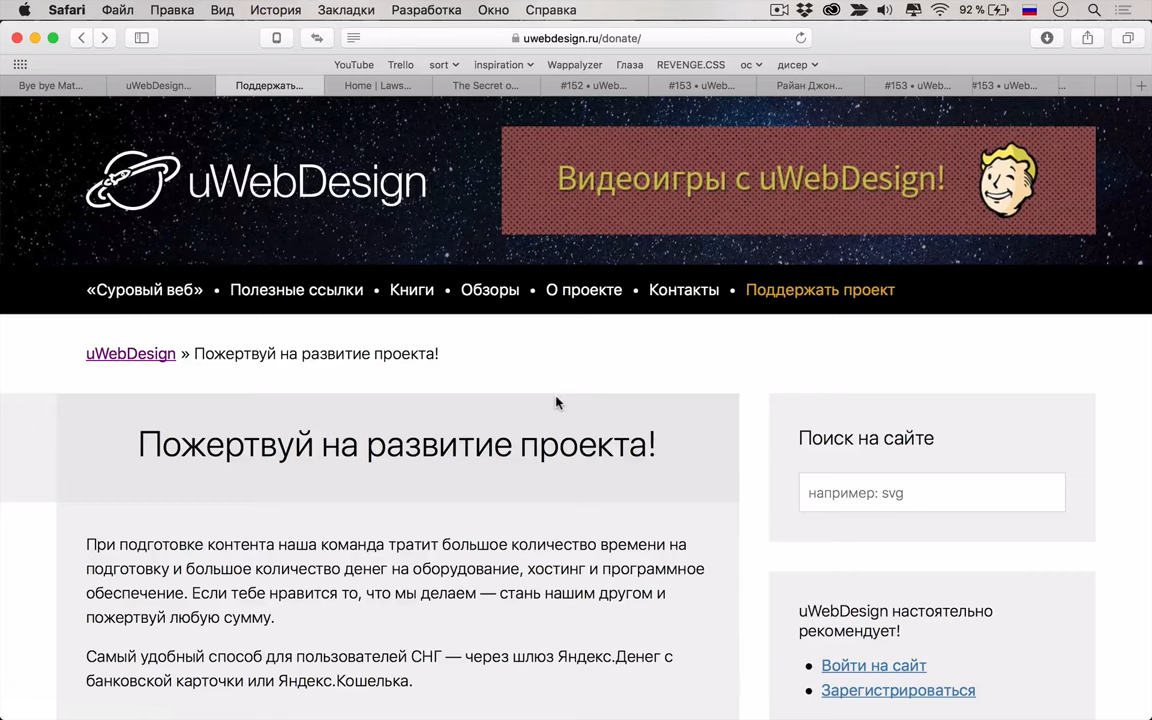 Safari Файл Правка Вид История Закладки Разработка Окно Справка 92 %
uwebdesign.ru/donate/
YouTube Trello sort inspiration Wappalyzer Глаза REVENGE.CSS ос дисер
Bye bye Mat... uWebDesign... Поддержать... Home | Laws... The Secret o... #152 • uWeb... #153 • uWeb... Райан Джон... #153 • uWeb... #153 • uWeb... ...
uWebDesign
Видеоигры с uWebDesign!
«Суровый веб» • Полезные ссылки • Книги • Обзоры • О проекте • Контакты • Поддержать проект
uWebDesign » Пожертвуй на развитие проекта!
Пожертвуй на развитие проекта!
При подготовке контента наша команда тратит большое количество времени на
подготовку и большое количество денег на оборудование, хостинг и программное
обеспечение. Если тебе нравится то, что мы делаем — стань нашим другом и
пожертвуй любую сумму.
Самый удобный способ для пользователей СНГ — через шлюз Яндекс.Денег с
банковской карточки или Яндекс.Кошелька.
Поиск на сайте
например: svg
uWebDesign настоятельно
рекомендует!
• Войти на сайт
• Зарегистрироваться